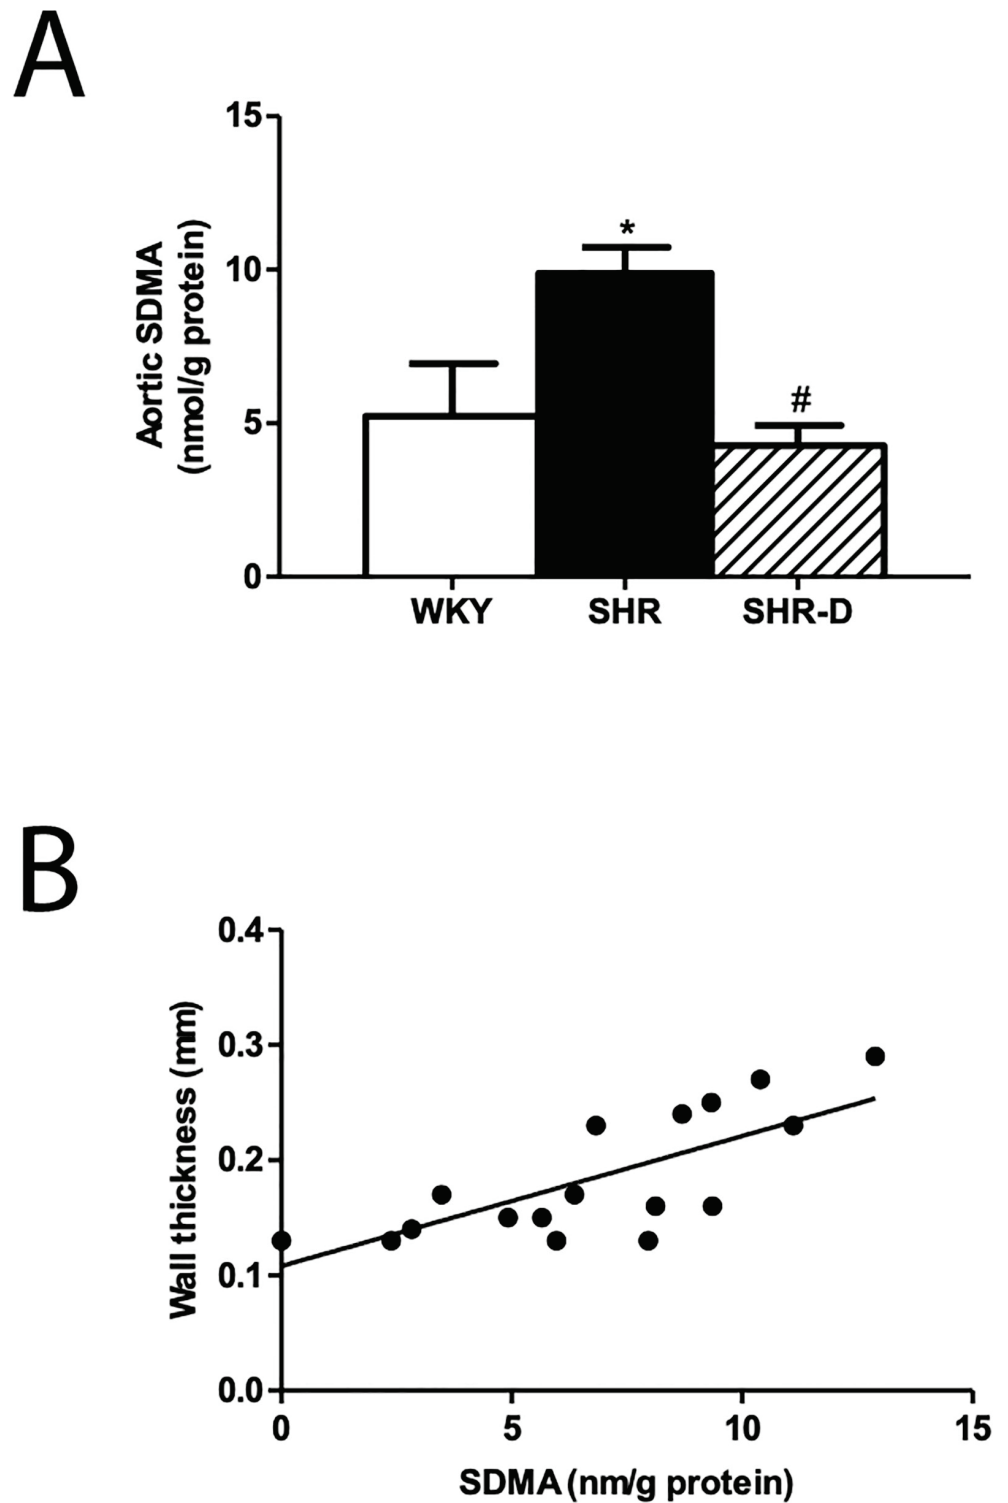 A
Aortic SDMA
(nmol/g protein)
15
10
5
0
*
#
WKY SHR SHR-D
B
Wall thickness (mm)
0.4
0.3
0.2
0.1
0.0
0 5 10 15
SDMA (nm/g protein)